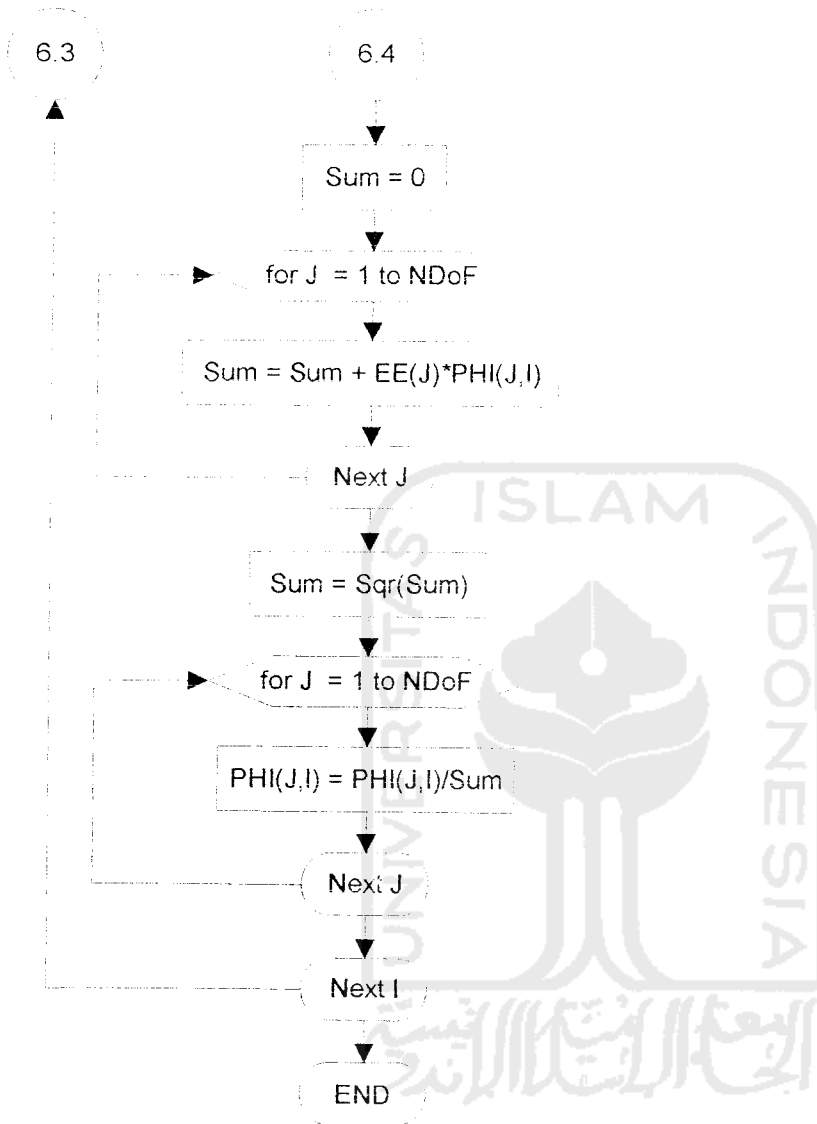 6.3
6.4
Sum = 0
for J = 1 to NDoF
Sum = Sum + EE(J)*PHI(J,I)
Next J
Sum = Sqr(Sum)
for J = 1 to NDoF
PHI(J,I) = PHI(J,I)/Sum
Next J
Next I
END
UNIVERSITAS
ISLAM
INDONESIA